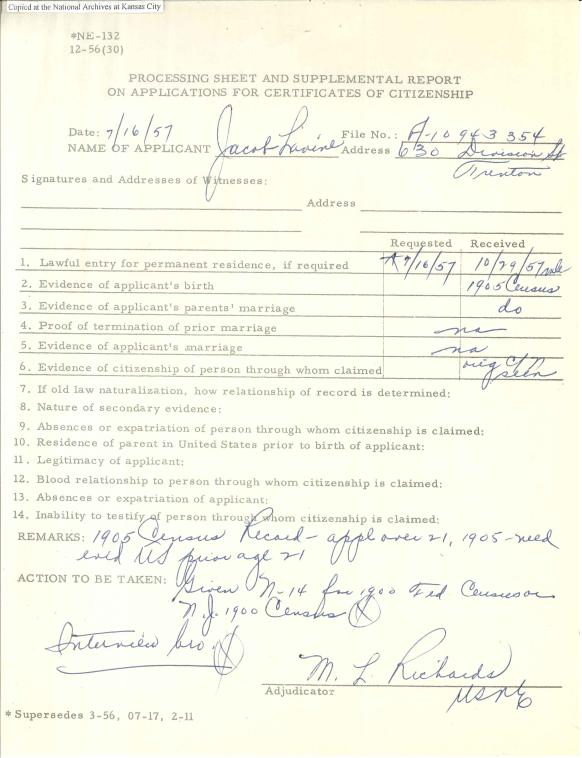 Copied at the National Archives at Kansas City
*NE-132
12-56(30)
PROCESSING SHEET AND SUPPLEMENTAL REPORT
ON APPLICATIONS FOR CERTIFICATES OF CITIZENSHIP
Date: 7/16/57 File No.: A-10 943 354
NAME OF APPLICANT Jacob Lavine Address 630 Division St
Trenton
Signatures and Addresses of Witnesses:
Address
Requested Received
1. Lawful entry for permanent residence, if required 7/16/57 10/29/57
2. Evidence of applicant's birth 1905 Census
3. Evidence of applicant's parents' marriage do
4. Proof of termination of prior marriage na
5. Evidence of applicant's marriage na
6. Evidence of citizenship of person through whom claimed orig C/N seen
7. If old law naturalization, how relationship of record is determined:
8. Nature of secondary evidence:
9. Absences or expatriation of person through whom citizenship is claimed:
10. Residence of parent in United States prior to birth of applicant:
11. Legitimacy of applicant:
12. Blood relationship to person through whom citizenship is claimed:
13. Absences or expatriation of applicant:
14. Inability to testify of person through whom citizenship is claimed:
REMARKS: 1905 Census Record - appl over 21, 1905 - need
evid US prior age 21
ACTION TO BE TAKEN: Given N-14 for 1900 Fed Census or
N.J. 1900 Census X
Interview bro. X
M. L. Richards
Adjudicator
* Supersedes 3-56, 07-17, 2-11